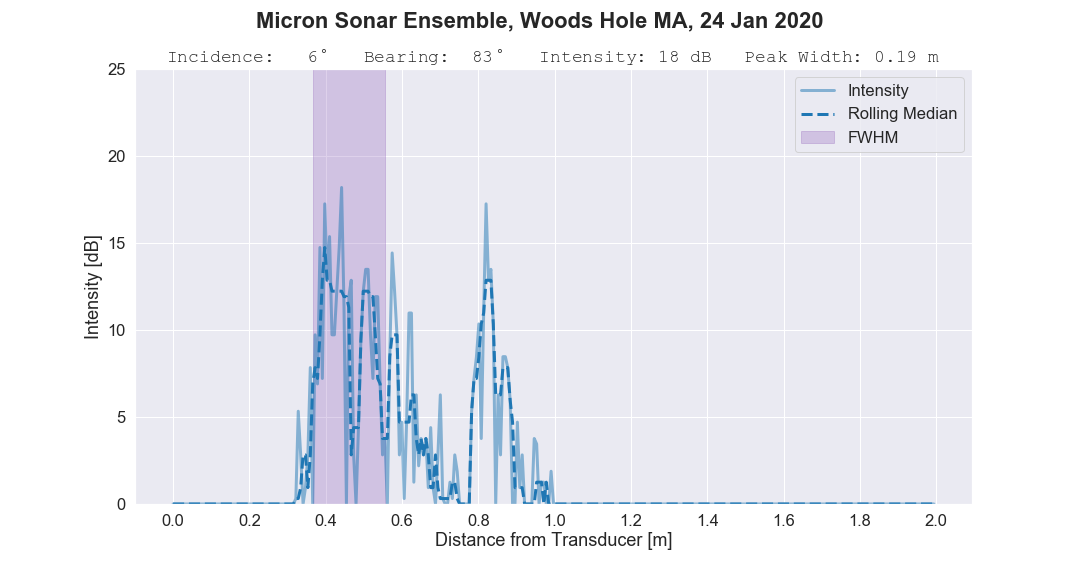 Micron Sonar Ensemble, Woods Hole MA, 24 Jan 2020
Incidence: 6° Bearing: 83° Intensity: 18 dB Peak Width: 0.19 m
25
20
15
10
5
0
Intensity [dB]
Intensity
Rolling Median
FWHM
0.0 0.2 0.4 0.6 0.8 1.0 1.2 1.4 1.6 1.8 2.0
Distance from Transducer [m]